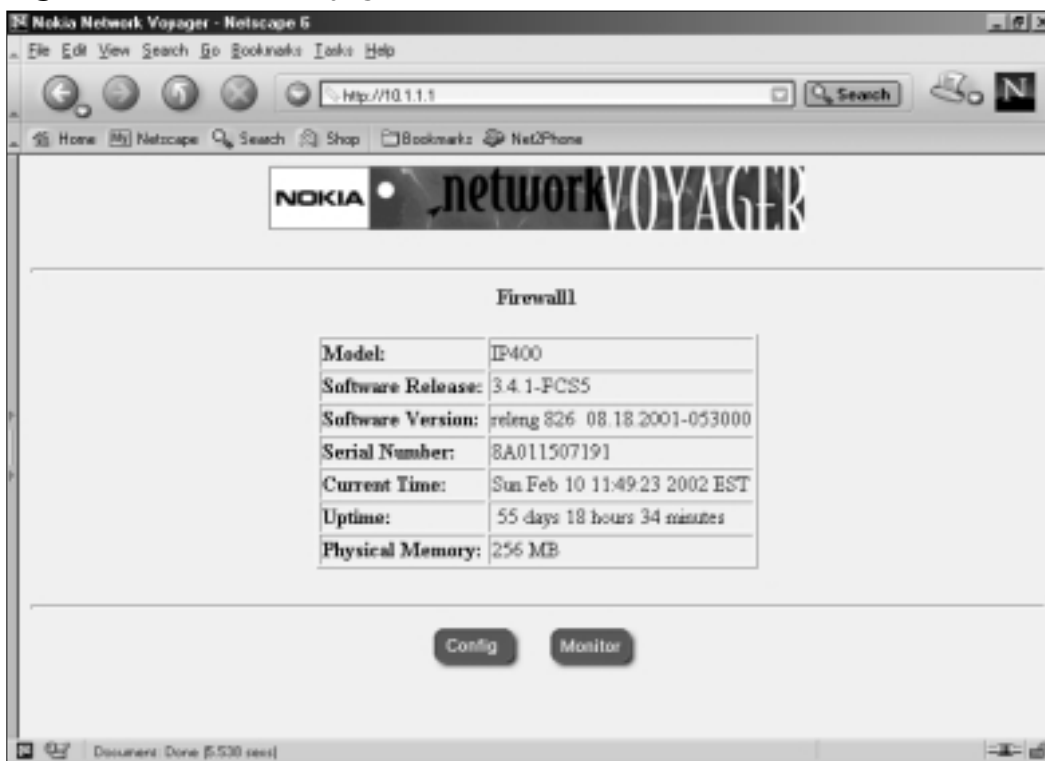 Nokia Network Voyager - Netscape 6
File Edit View Search Go Bookmarks Tasks Help
http://10.1.1.1 Search N
Home My Netscape Search Shop Bookmarks Net2Phone
NOKIA network VOYAGER
Firewall1
Model: IP400
Software Release: 3.4.1-FCS5
Software Version: releng 826 08.18.2001-053000
Serial Number: 8A011507191
Current Time: Sun Feb 10 11:49:23 2002 EST
Uptime: 55 days 18 hours 34 minutes
Physical Memory: 256 MB
Config Monitor
Document: Done (5.538 secs)